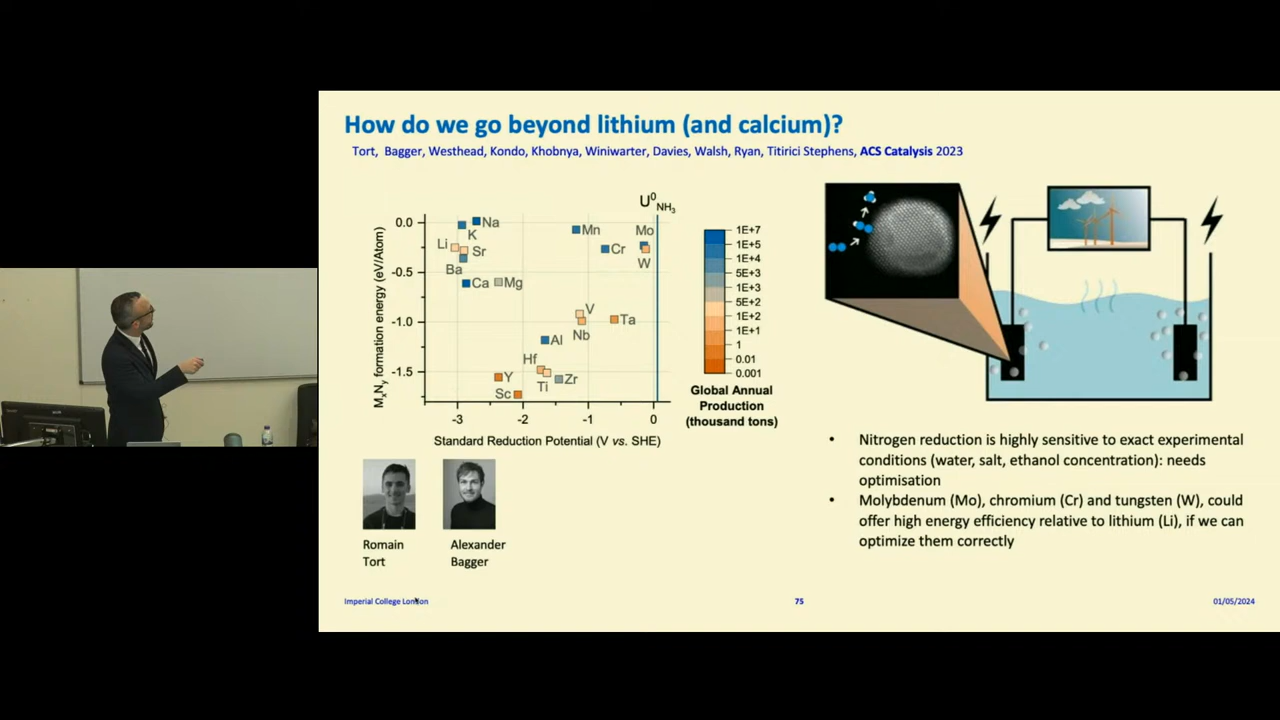 How do we go beyond lithium (and calcium)?
Tort, Bagger, Westhead, Kondo, Khobnya, Winiwarter, Davies, Walsh, Ryan, Titirici Stephens, ACS Catalysis 2023
U⁰NH₃
MₓNᵧ formation energy (eV/Atom)
0.0
-0.5
-1.0
-1.5
Na
K
Li
Sr
Ba
Ca
Mg
Mn
Mo
Cr
W
V
Nb
Ta
Al
Hf
Ti
Zr
Y
Sc
-3
-2
-1
0
Standard Reduction Potential (V vs. SHE)
1E+7
1E+5
1E+4
5E+3
1E+3
5E+2
1E+2
1E+1
1
0.01
0.001
Global Annual
Production
(thousand tons)
• Nitrogen reduction is highly sensitive to exact experimental
conditions (water, salt, ethanol concentration): needs
optimisation
• Molybdenum (Mo), chromium (Cr) and tungsten (W), could
offer high energy efficiency relative to lithium (Li), if we can
optimize them correctly
Romain
Tort
Alexander
Bagger
Imperial College London
75
01/05/2024